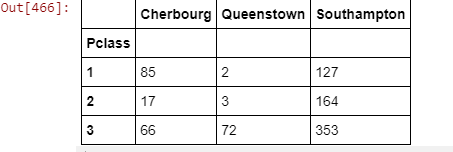 Out[466]:
Cherbourg Queenstown Southampton
Pclass
1 85 2 127
2 17 3 164
3 66 72 353